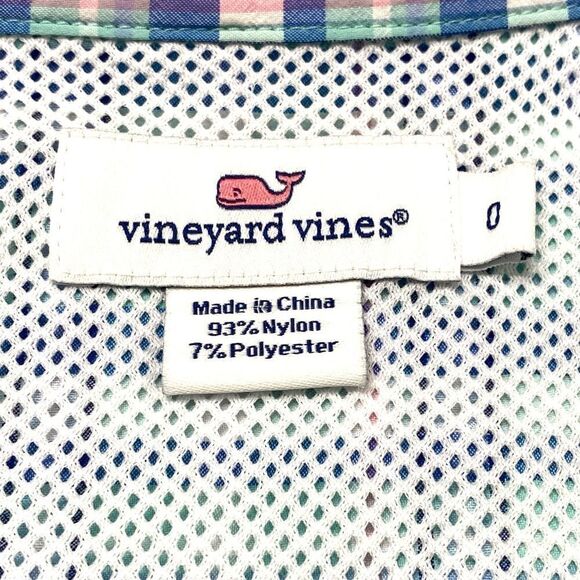 vineyard vines®
0
Made in China
93% Nylon
7% Polyester